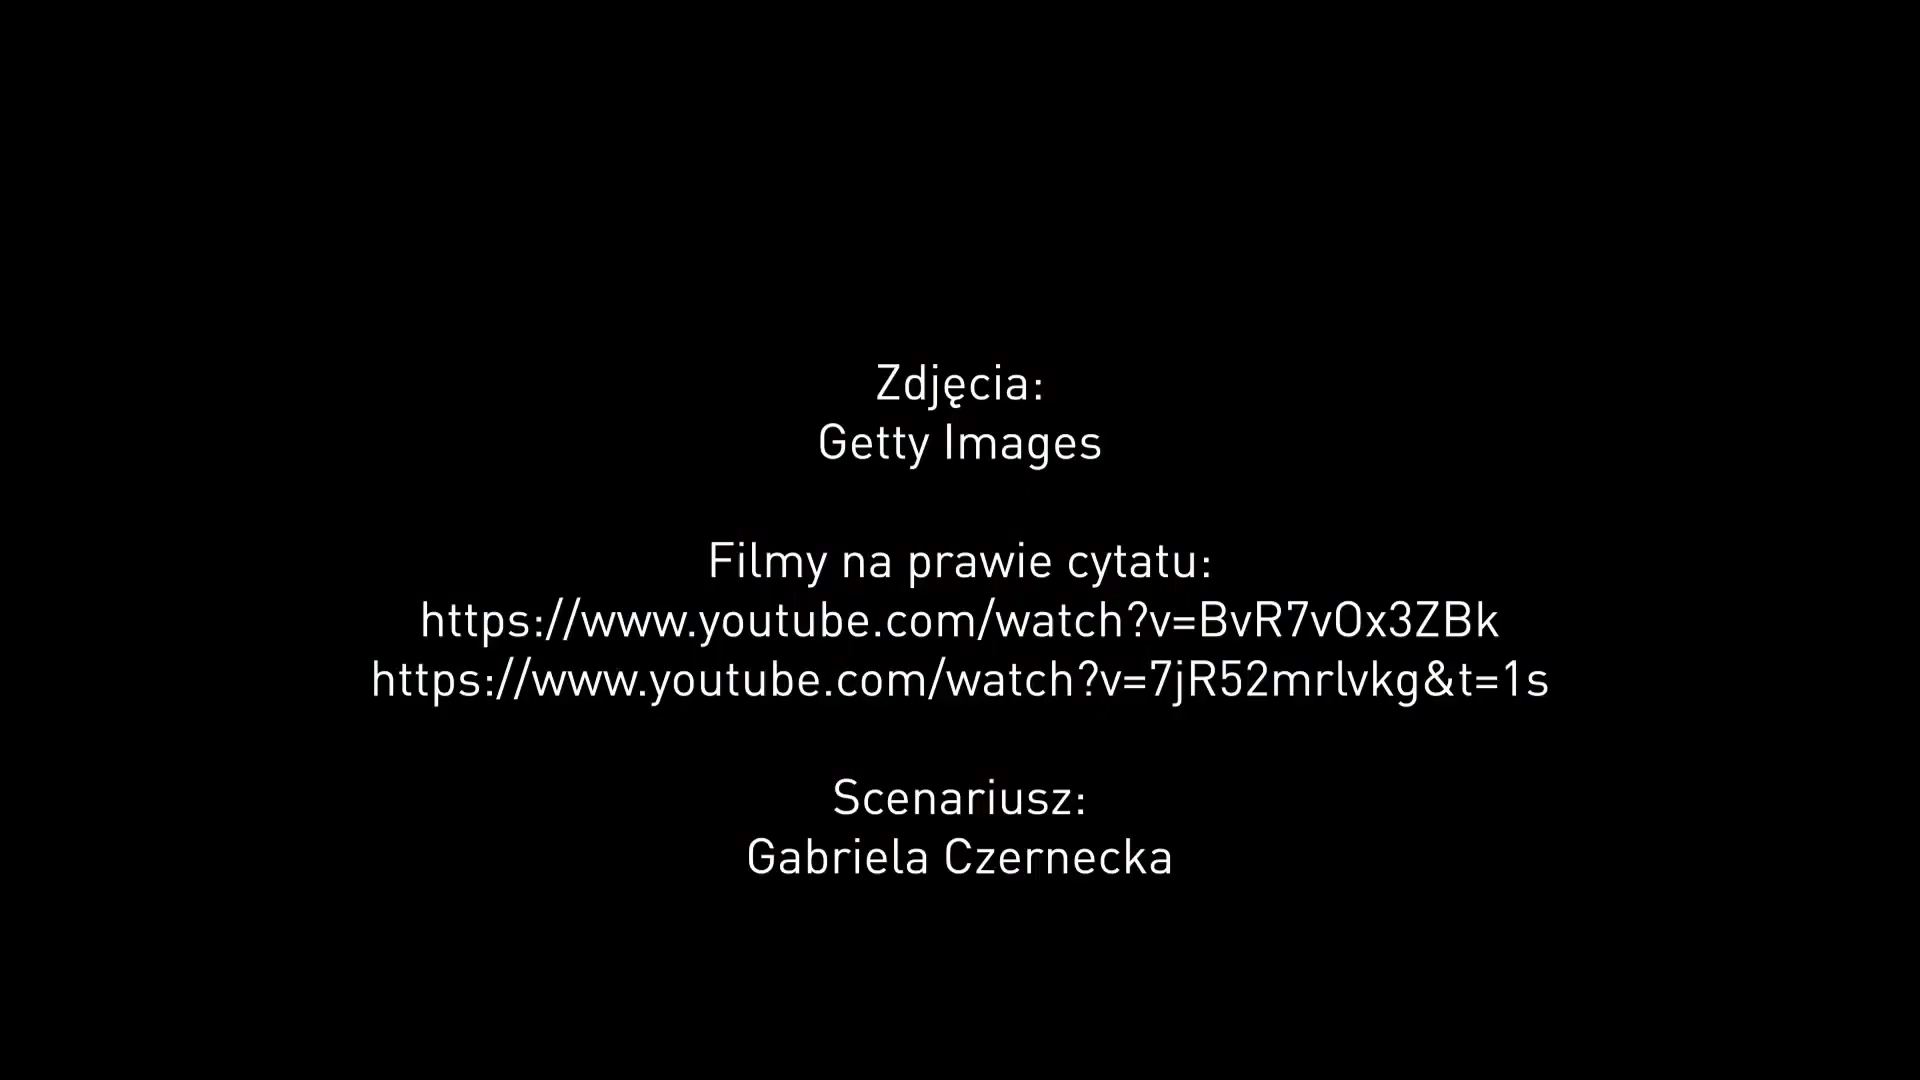 Zdjęcia:
Getty Images
Filmy na prawie cytatu:
https://www.youtube.com/watch?v=BvR7vOx3ZBk
https://www.youtube.com/watch?v=7jR52mrlvkg&t=1s
Scenariusz:
Gabriela Czernecka